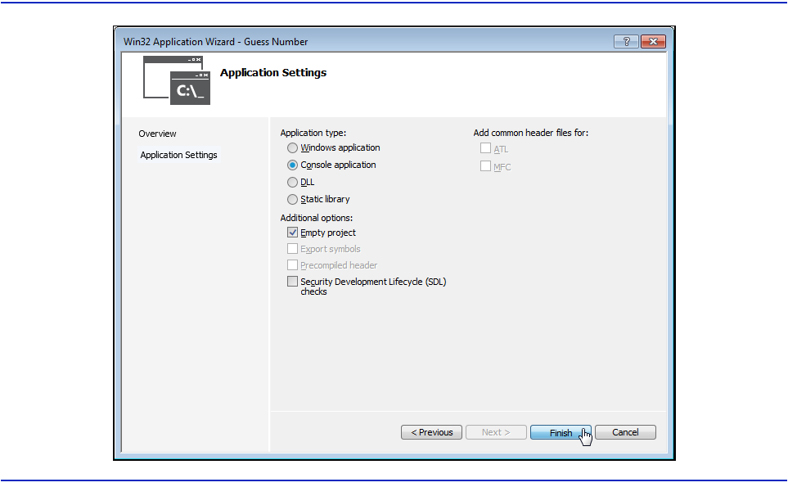 Win32 Application Wizard - Guess Number
C:\_
Application Settings
Overview
Application Settings
Application type:
Windows application
Console application
DLL
Static library
Additional options:
Empty project
Export symbols
Precompiled header
Security Development Lifecycle (SDL)
checks
Add common header files for:
ATL
MFC
< Previous
Next >
Finish
Cancel